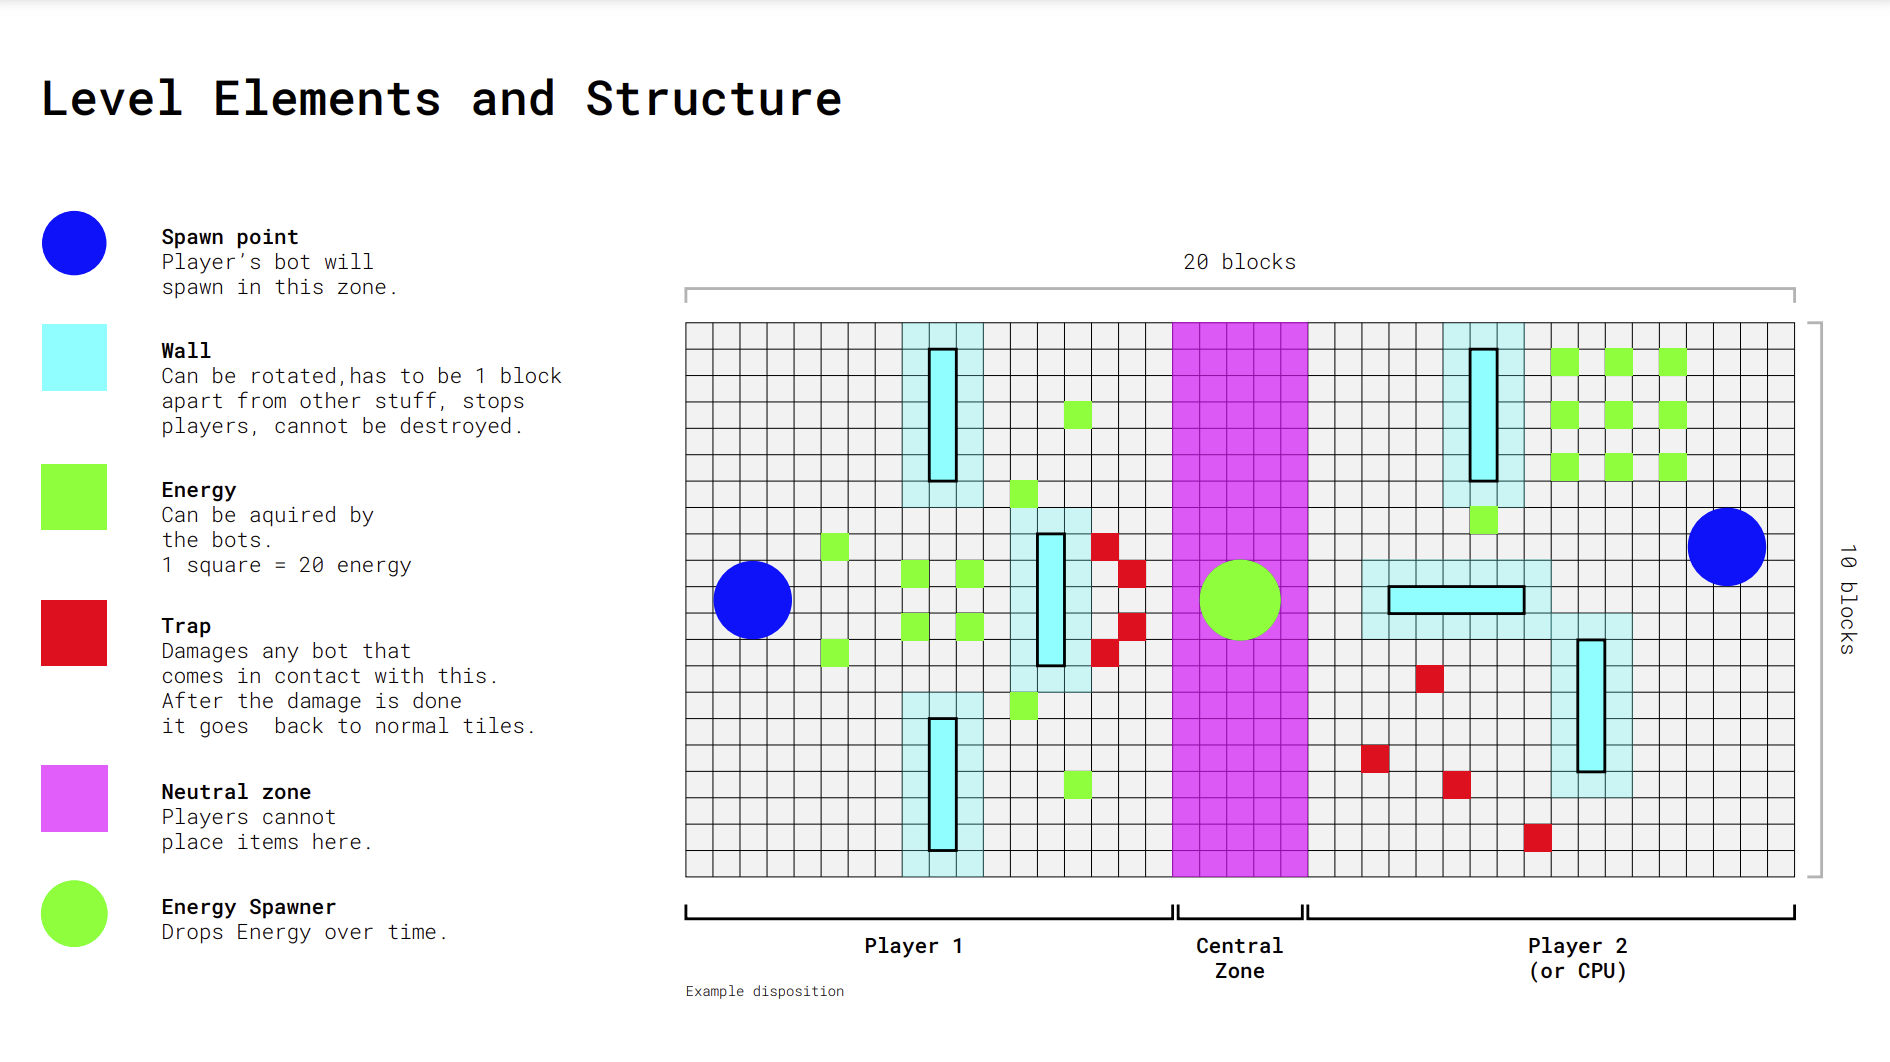 Level Elements and Structure
Spawn point
Player’s bot will
spawn in this zone.
Wall
Can be rotated,has to be 1 block
apart from other stuff, stops
players, cannot be destroyed.
Energy
Can be aquired by
the bots.
1 square = 20 energy
Trap
Damages any bot that
comes in contact with this.
After the damage is done
it goes  back to normal tiles.
Neutral zone
Players cannot
place items here.
Energy Spawner
Drops Energy over time.
20 blocks
10 blocks
Player 1
Central
Zone
Player 2
(or CPU)
Example disposition